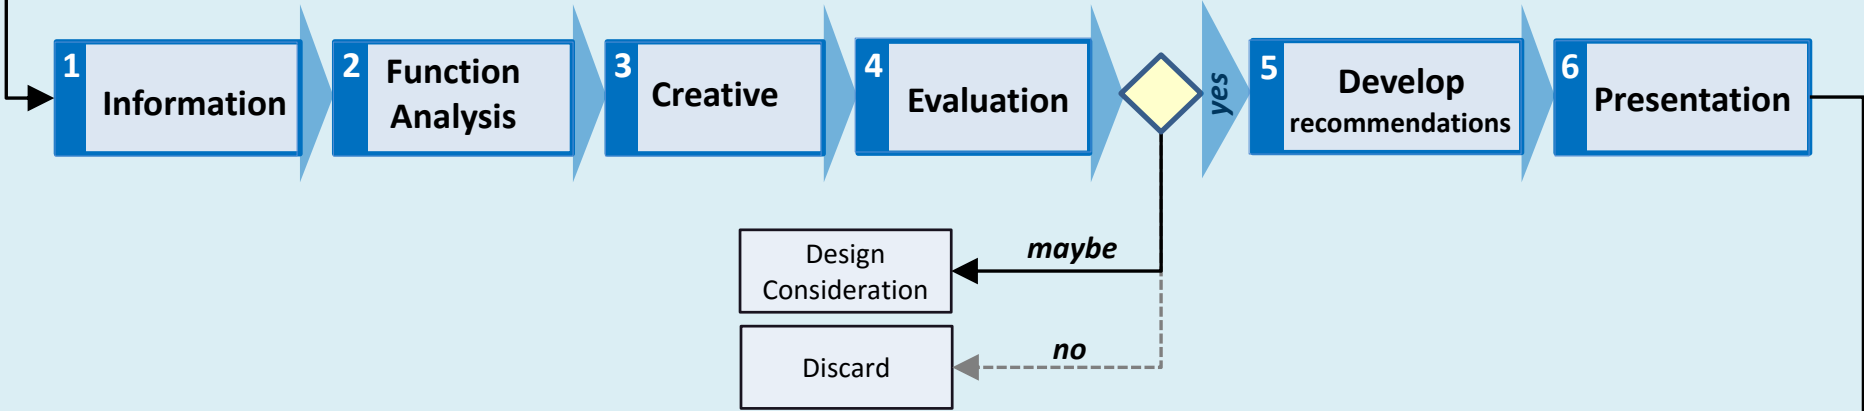 1
Information
2
Function
Analysis
3
Creative
4
Evaluation
yes
5
Develop
recommendations
6
Presentation
maybe
Design
Consideration
no
Discard